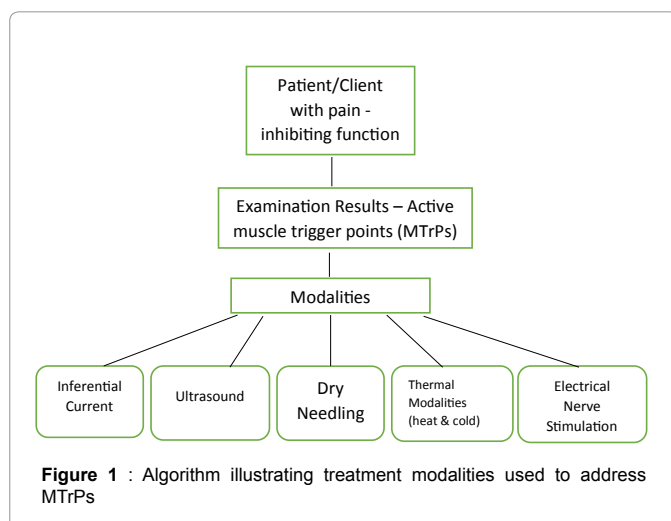 Patient/Client
with pain -
inhibiting function
Examination Results – Active
muscle trigger points (MTrPs)
Modalities
Inferential
Current
Ultrasound
Dry
Needling
Thermal
Modalities
(heat & cold)
Electrical
Nerve
Stimulation
Figure 1 : Algorithm illustrating treatment modalities used to address
MTrPs